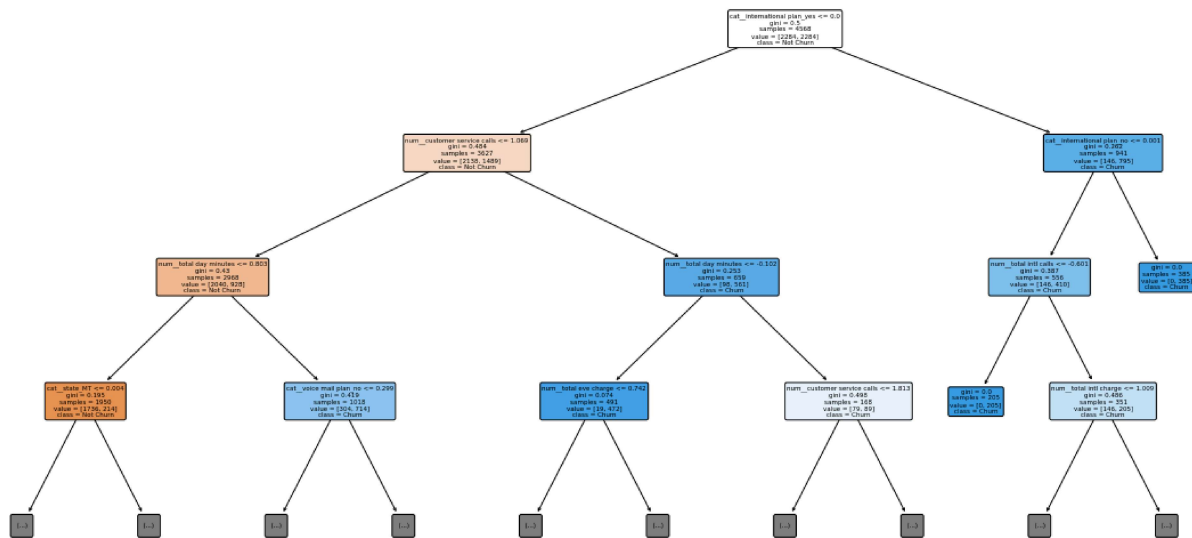 cat__international plan_yes <= 0.0
gini = 0.5
samples = 4568
value = [2284, 2284]
class = Not Churn
num__customer service calls <= 1.069
gini = 0.484
samples = 3627
value = [2138, 1489]
class = Not Churn
cat__international plan_no <= 0.001
gini = 0.262
samples = 941
value = [146, 795]
class = Churn
num__total day minutes <= 0.803
gini = 0.43
samples = 2968
value = [2040, 928]
class = Not Churn
num__total day minutes <= -0.102
gini = 0.253
samples = 659
value = [98, 561]
class = Churn
num__total intl calls <= -0.601
gini = 0.387
samples = 556
value = [146, 410]
class = Churn
gini = 0.0
samples = 385
value = [0, 385]
class = Churn
cat__state_MT <= 0.004
gini = 0.195
samples = 1950
value = [1736, 214]
class = Not Churn
cat__voice mail plan_no <= 0.299
gini = 0.419
samples = 1018
value = [304, 714]
class = Churn
num__total eve charge <= 0.742
gini = 0.074
samples = 491
value = [19, 472]
class = Churn
num__customer service calls <= 1.813
gini = 0.498
samples = 168
value = [79, 89]
class = Churn
gini = 0.0
samples = 205
value = [0, 205]
class = Churn
num__total intl charge <= 1.009
gini = 0.486
samples = 351
value = [146, 205]
class = Churn
(...)
(...)
(...)
(...)
(...)
(...)
(...)
(...)
(...)
(...)